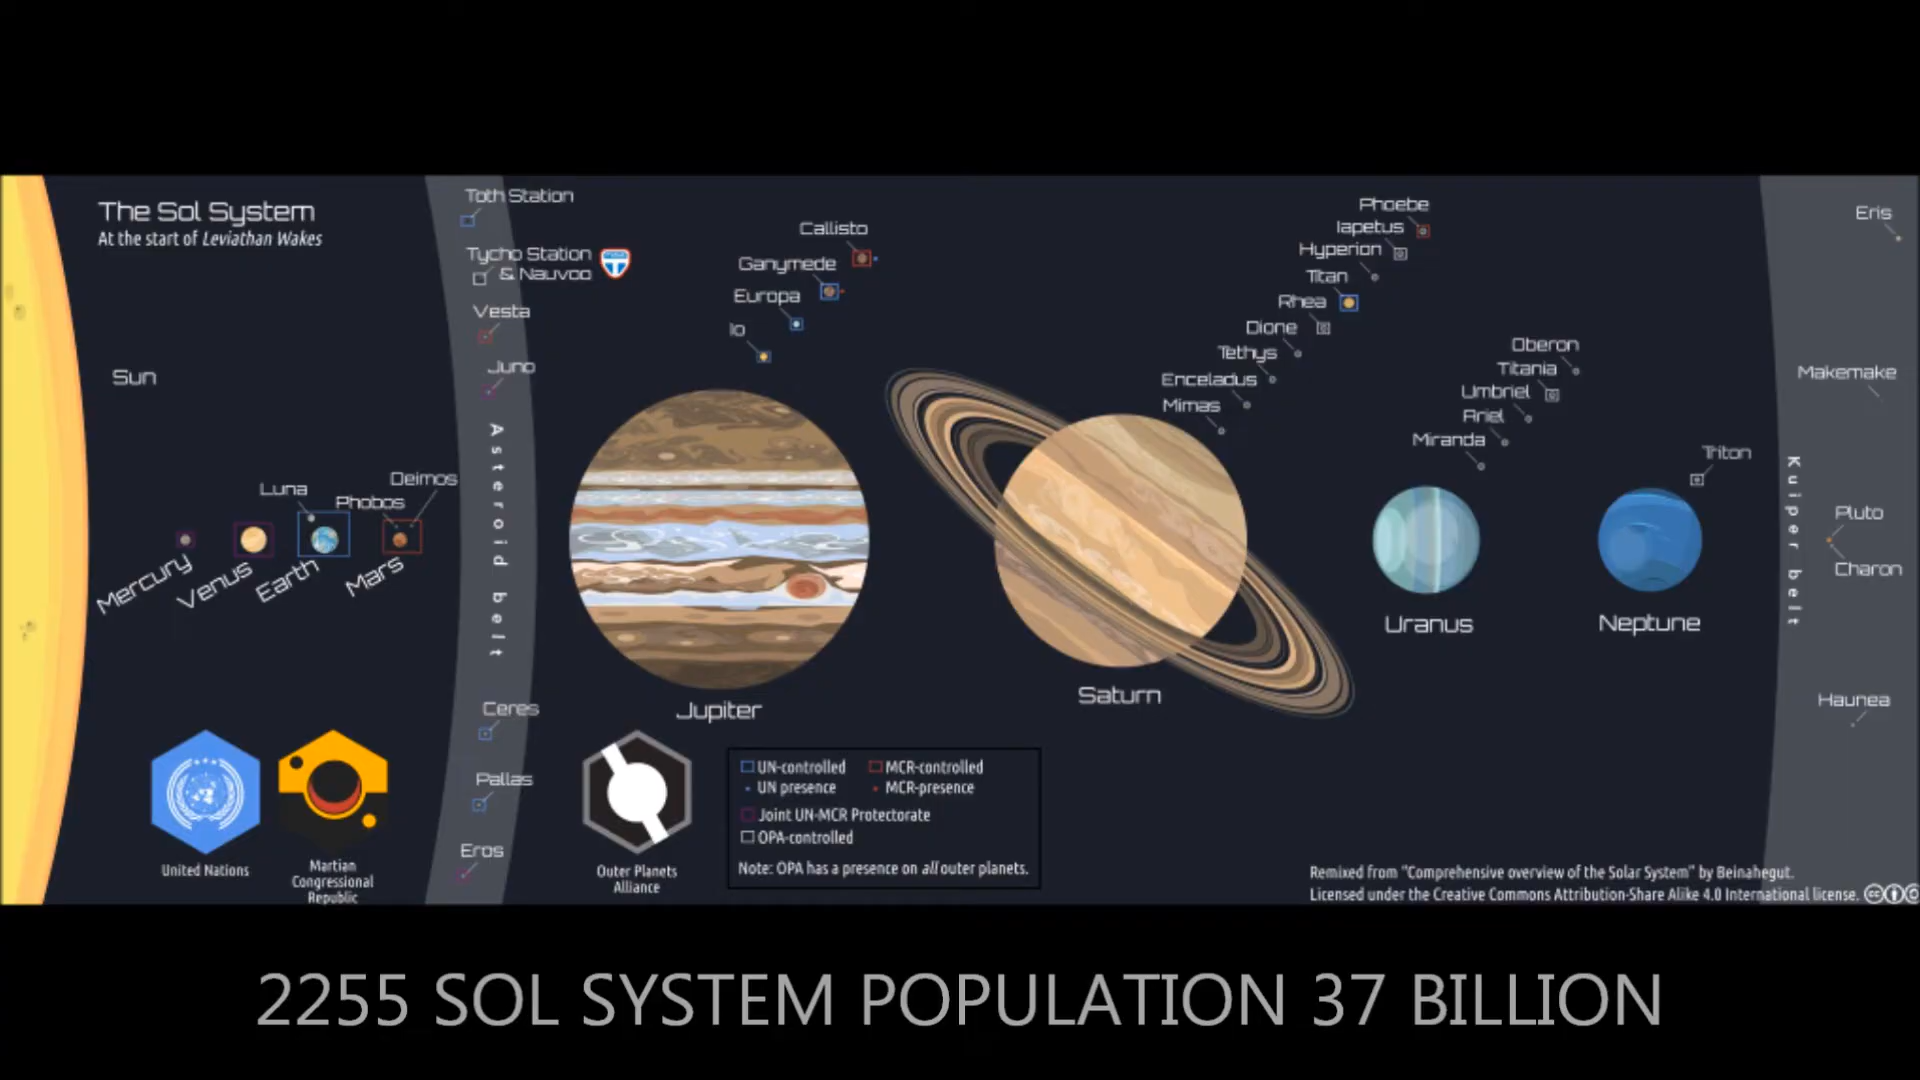 The Sol System
At the start of Leviathan Wakes
Sun
Mercury
Venus
Earth
Luna
Phobos
Deimos
Mars
Toth Station
Tycho Station
& Nauvoo
Vesta
Juno
Asteroid belt
Ceres
Pallas
Eros
Callisto
Ganymede
Europa
Io
Jupiter
Phoebe
Iapetus
Hyperion
Titan
Rhea
Dione
Tethys
Enceladus
Mimas
Saturn
Oberon
Titania
Umbriel
Ariel
Miranda
Uranus
Triton
Neptune
Kuiper belt
Eris
Makemake
Pluto
Charon
Haumea
United Nations
Martian
Congressional
Republic
Outer Planets
Alliance
UN-controlled MCR-controlled
UN presence MCR-presence
Joint UN-MCR Protectorate
OPA-controlled
Note: OPA has a presence on all outer planets.
Remixed from "Comprehensive overview of the Solar System" by Beinahegut.
Licensed under the Creative Commons Attribution-Share Alike 4.0 International license.
2255 SOL SYSTEM POPULATION 37 BILLION